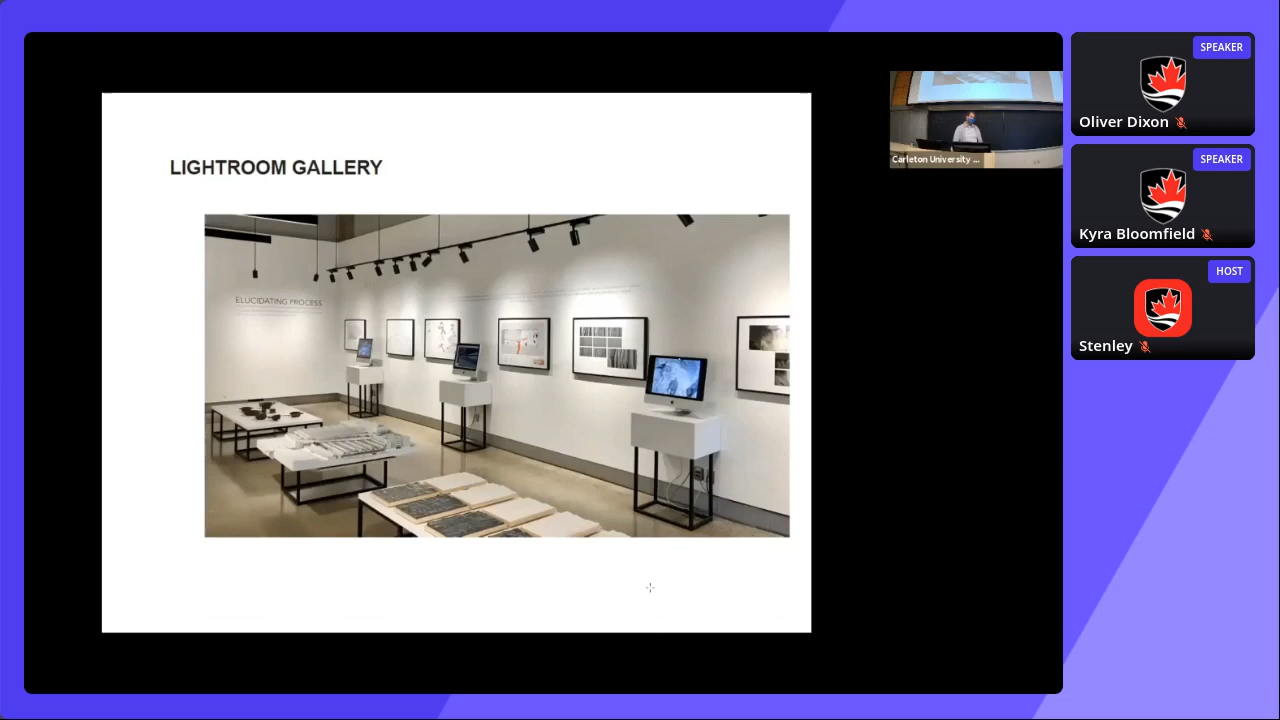 LIGHTROOM GALLERY
ELUCIDATING PROCESS
Carleton University ...
SPEAKER
Oliver Dixon
SPEAKER
Kyra Bloomfield
HOST
Stenley